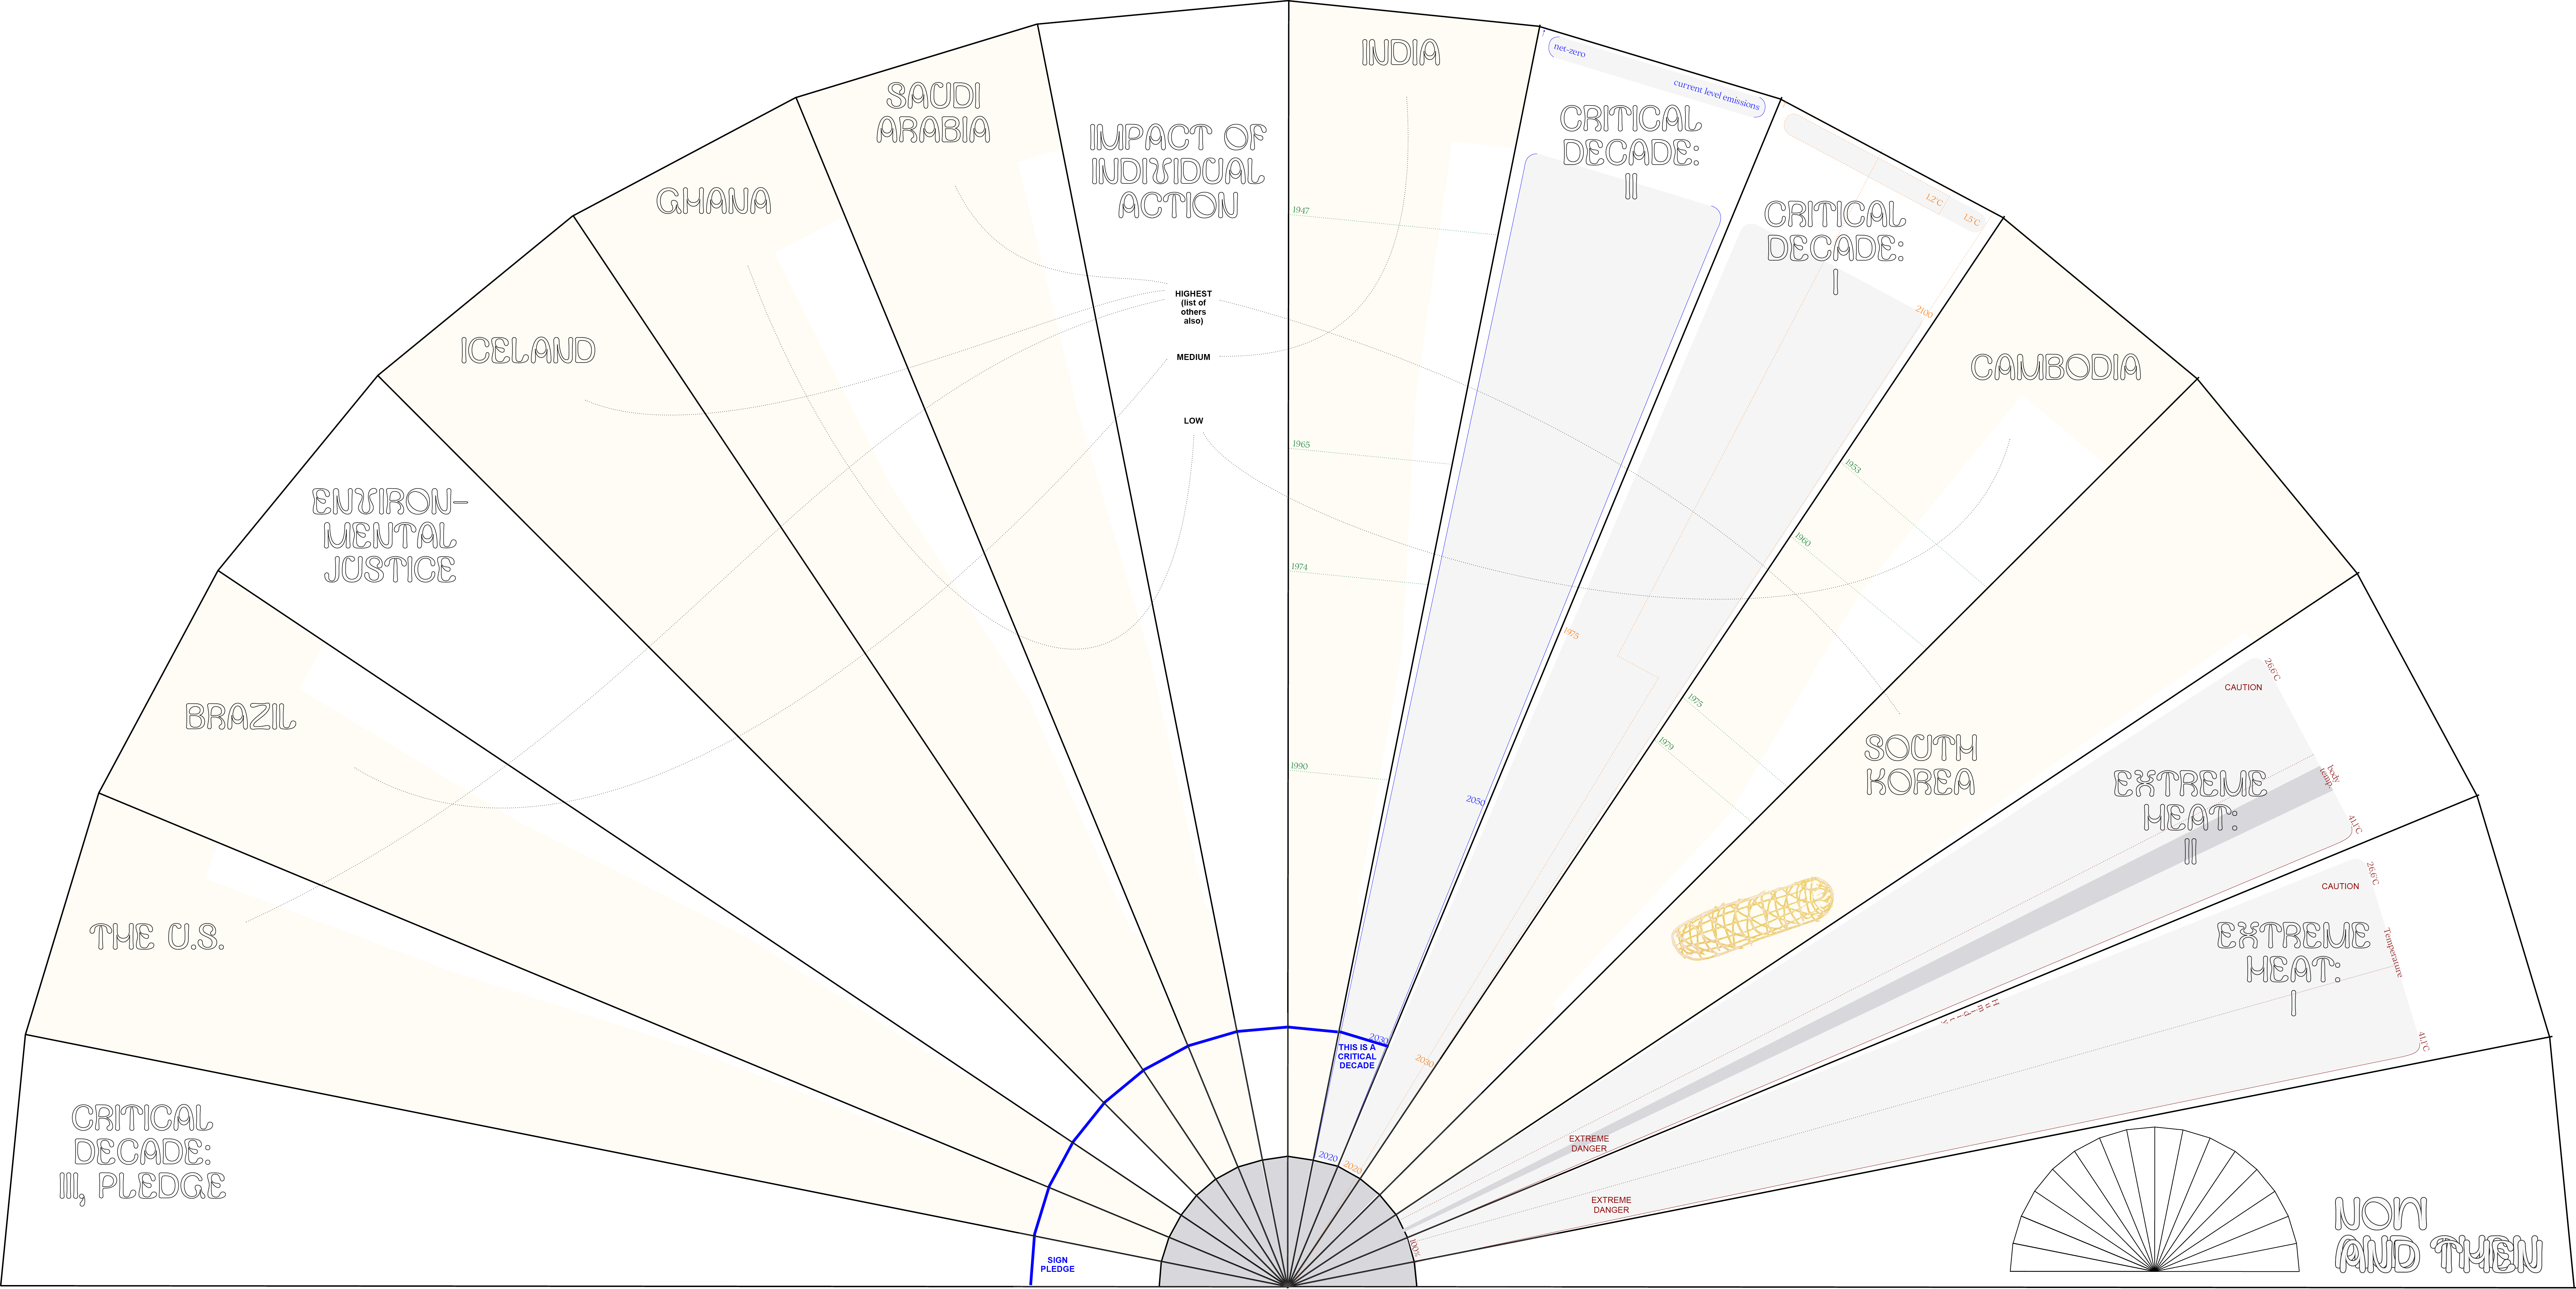 CRITICAL
DECADE:
III, PLEDGE
SIGN
PLEDGE
THE U.S.
BRAZIL
ENVIRON-
MENTAL
JUSTICE
ICELAND
GHANA
SAUDI
ARABIA
IMPACT OF
INDIVIDUAL
ACTION
HIGHEST
(list of
others
also)
MEDIUM
LOW
INDIA
1947
1965
1974
1990
net-zero
current level emissions
CRITICAL
DECADE:
II
2050
2030
THIS IS A
CRITICAL
DECADE
2020
1.2°C
1.5°C
CRITICAL
DECADE:
I
2100
1975
2030
2020
CAMBODIA
1953
1960
1975
1979
SOUTH
KOREA
26.6°C
CAUTION
body
temp.
41.1°C
EXTREME
HEAT:
II
EXTREME
DANGER
Humidity
26.6°C
CAUTION
Temperature
41.1°C
EXTREME
HEAT:
I
EXTREME
DANGER
100%
NOW
AND THEN